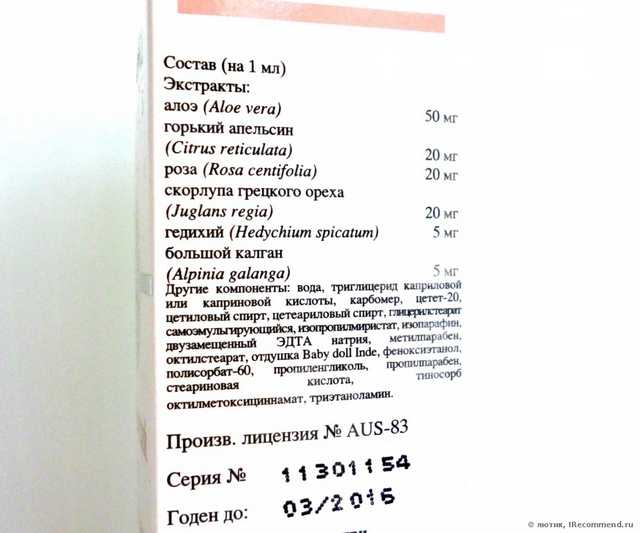 Состав (на 1 мл)
Экстракты:
алоэ (Aloe vera) 50 мг
горький апельсин
(Citrus reticulata) 20 мг
роза (Rosa centifolia) 20 мг
скорлупа грецкого ореха
(Juglans regia) 20 мг
гедихий (Hedychium spicatum) 5 мг
большой калган
(Alpinia galanga) 5 мг
Другие компоненты: вода, триглицерид каприловой
или каприновой кислоты, карбомер, цетет-20,
цетиловый спирт, цетеариловый спирт, глицерилстеарат
самоэмульгирующийся, изопропилмиристат, изопарафин,
двузамещенный ЭДТА натрия, метилпарабен,
октилстеарат, отдушка Baby doll Inde, феноксиэтанол,
полисорбат-60, пропиленгликоль, пропилпарабен,
стеариновая кислота, тиносорб
октилметоксициннамат, триэтаноламин.
Произв. лицензия № AUS-83
Серия № 11301154
Годен до: 03/2016
© мотик, IRecommend.ru